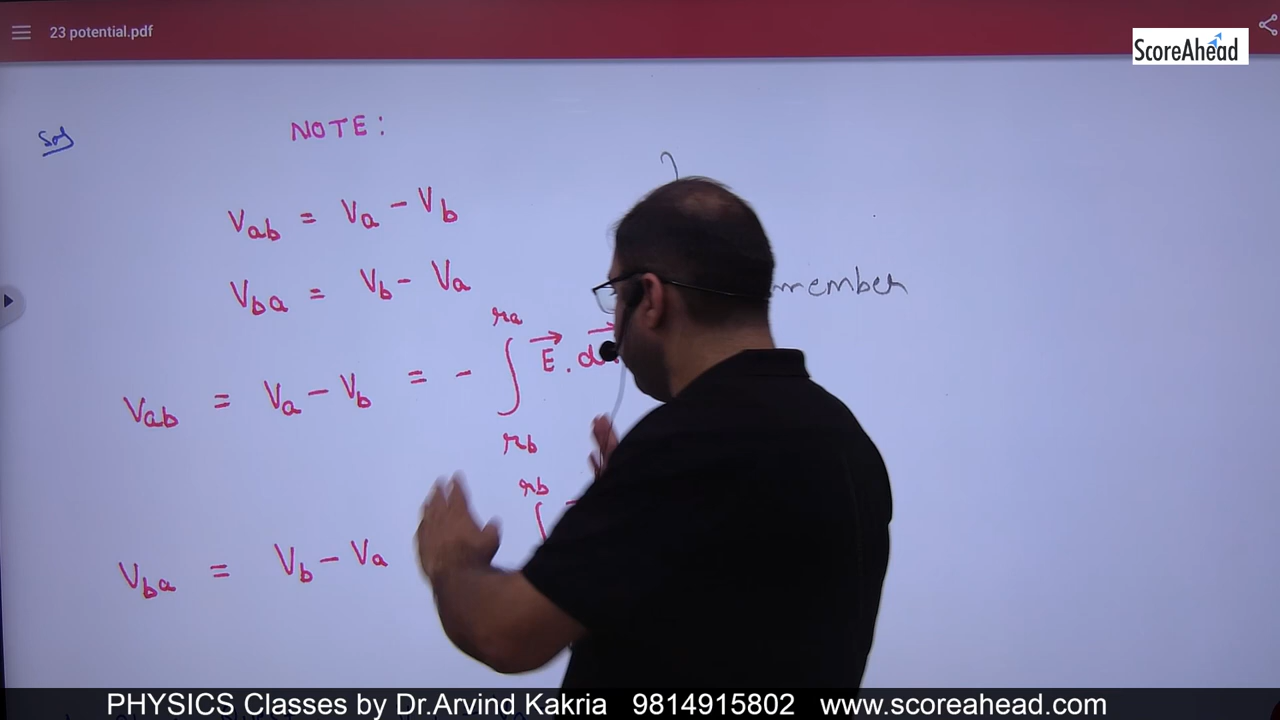 23 potential.pdf
ScoreAhead
Sol
NOTE:
Vab = Va - Vb
Vba = Vb - Va
Vab = Va - Vb = - ∫ E .
ra
rb
member
Vba = Vb - Va ∫
rb
PHYSICS Classes by Dr.Arvind Kakria 9814915802 www.scoreahead.com